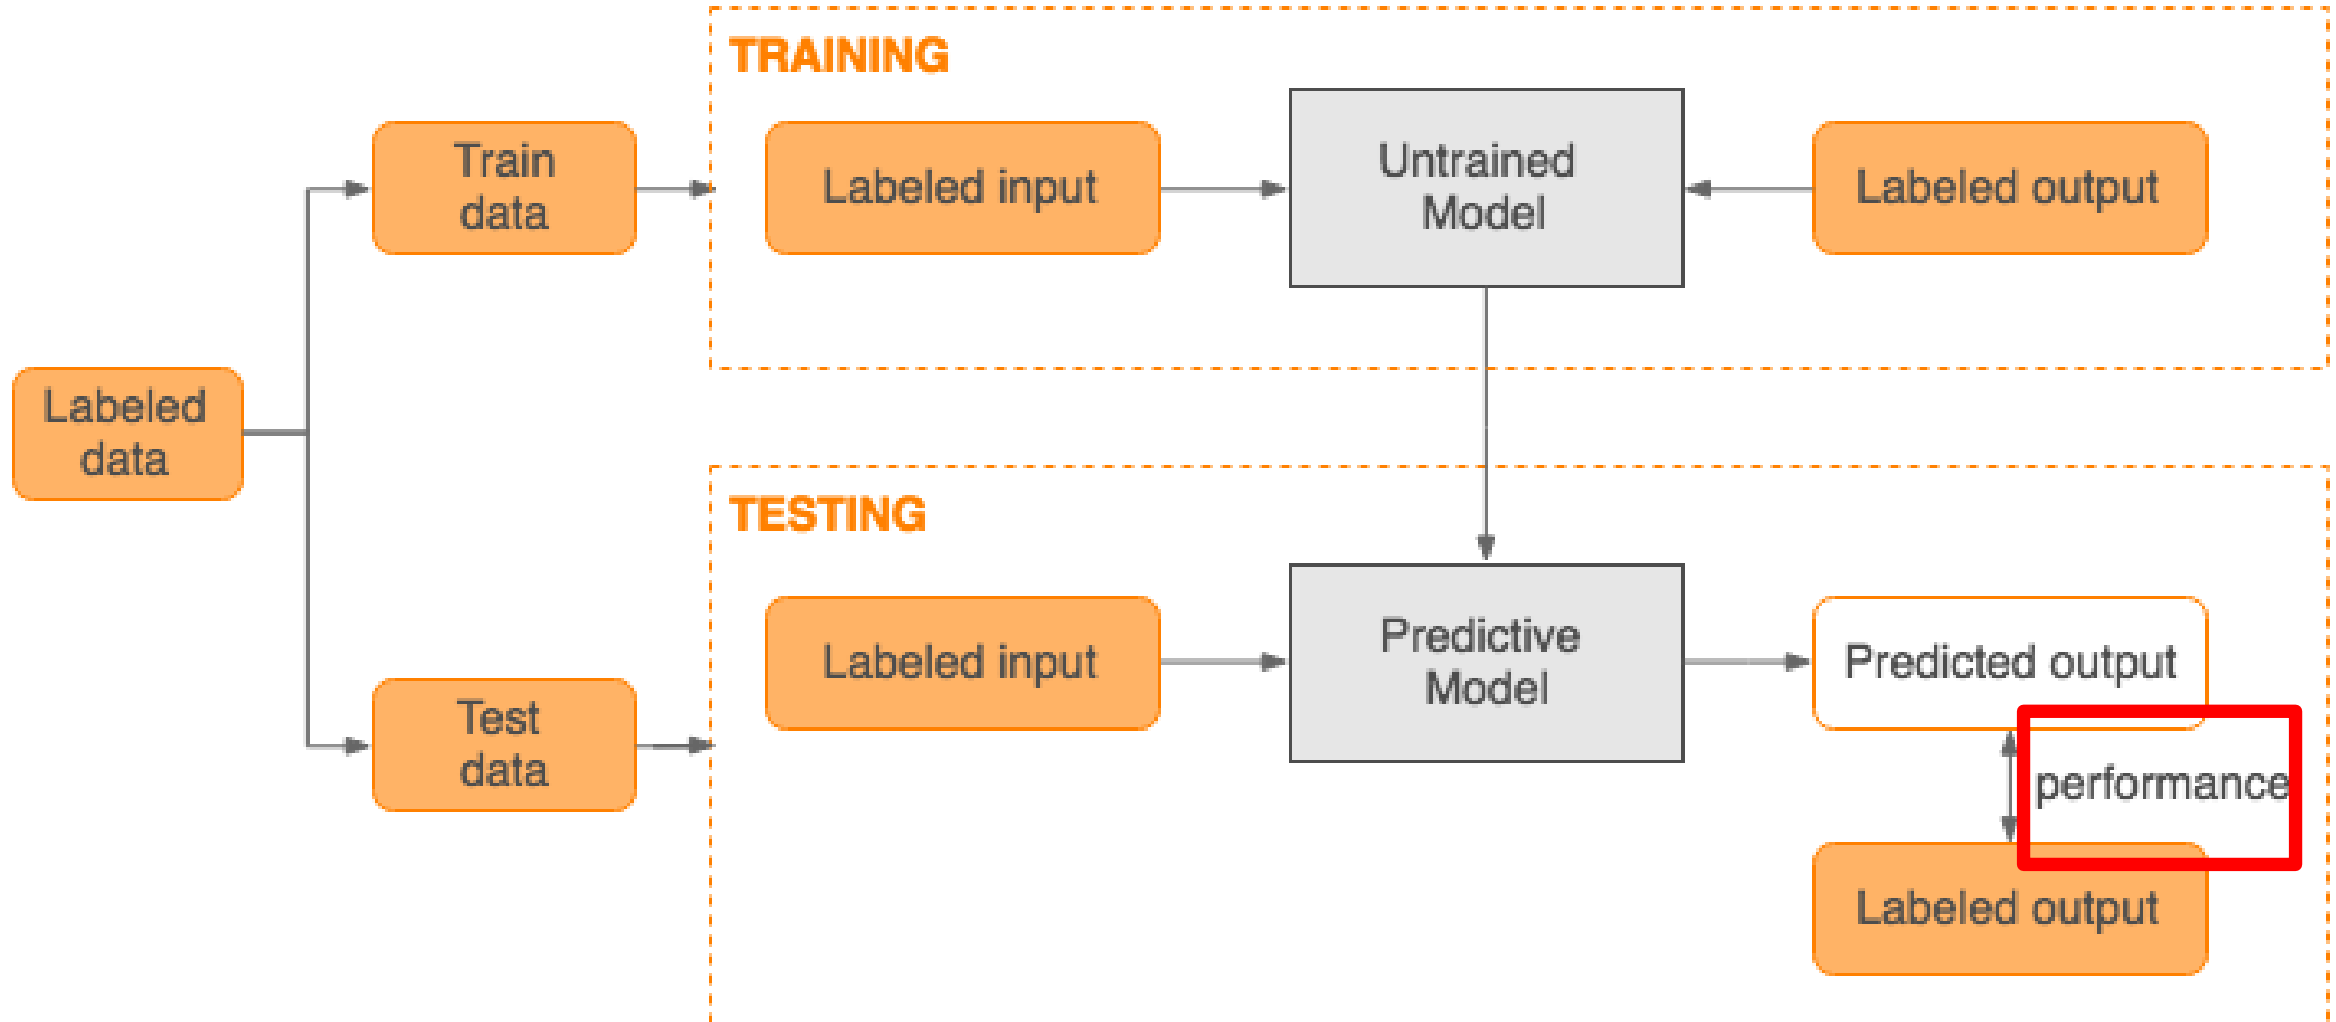 TRAINING
Train
data
Labeled input
Untrained
Model
Labeled output
Labeled
data
TESTING
Test
data
Labeled input
Predictive
Model
Predicted output
performance
Labeled output